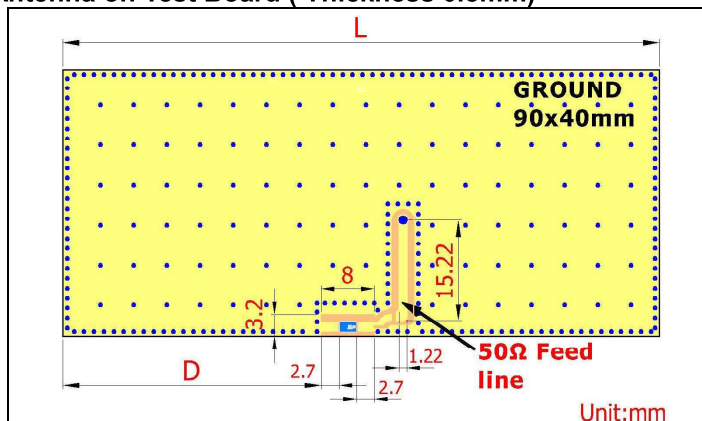 Antenna on Test Board ( Thickness 0.8mm)
L
GROUND
90x40mm
8
15.22
3.2
50Ω Feed
line
1.22
D
2.7
2.7
Unit:mm